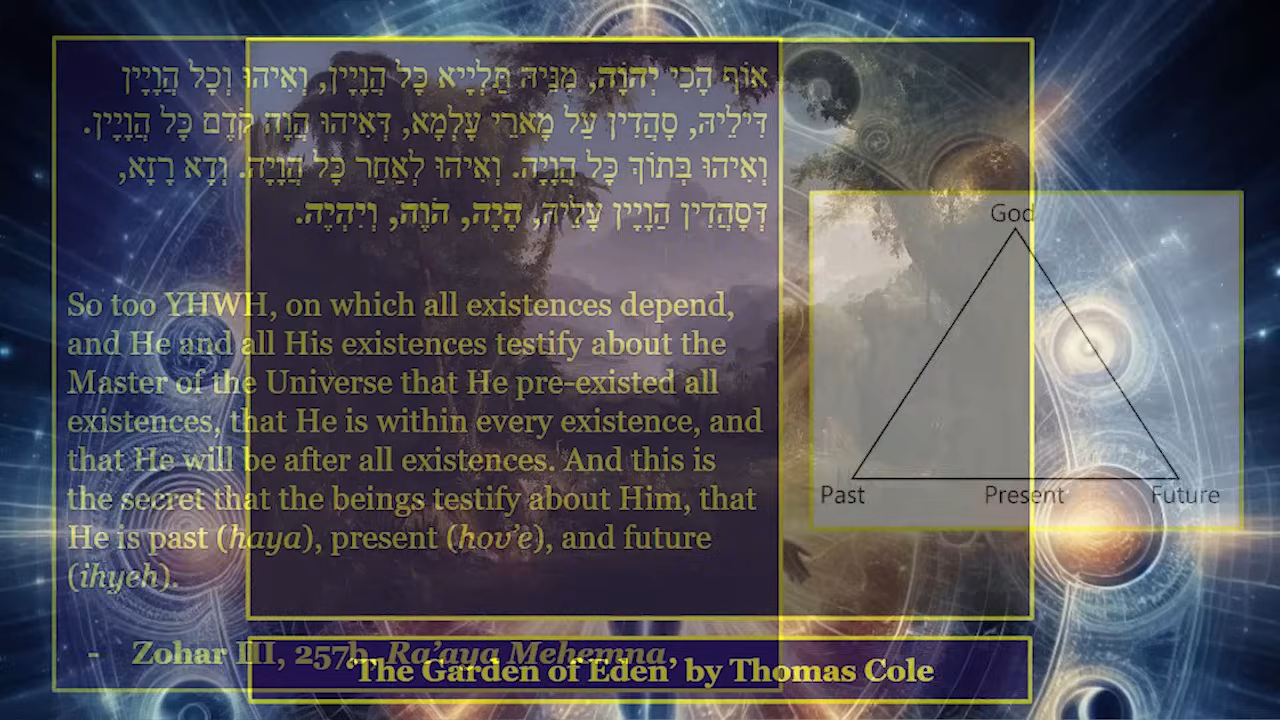 אוֹף הָכִי יְהֹוָה, מִנֵּיהּ תַּלְיָיא כָּל הֲוָיָין, וְאִיהוּ וְכָל הֲוָיָין
דִּילֵיהּ, סָהֲדִין עַל מָארֵי עָלְמָא, דְּאִיהוּ הֲוָה קֹדֶם כָּל הֲוָיָין.
וְאִיהוּ בְּתוֹךְ כָּל הֲוָיָה. וְאִיהוּ לְאַחַר כָּל הֲוָיָה. וְדָא רָזָא,
דְּסָהֲדִין הַוָיָין עָלֵיהּ, הָיָה, הֹוֶה, וְיִהְיֶה.
So too YHWH, on which all existences depend,
and He and all His existences testify about the
Master of the Universe that He pre-existed all
existences, that He is within every existence, and
that He will be after all existences. And this is
the secret that the beings testify about Him, that
He is past (haya), present (hov’e), and future
(ihyeh).
- Zohar III, 257b, Ra’aya Mehemna
God
Past Present Future
‘The Garden of Eden’ by Thomas Cole